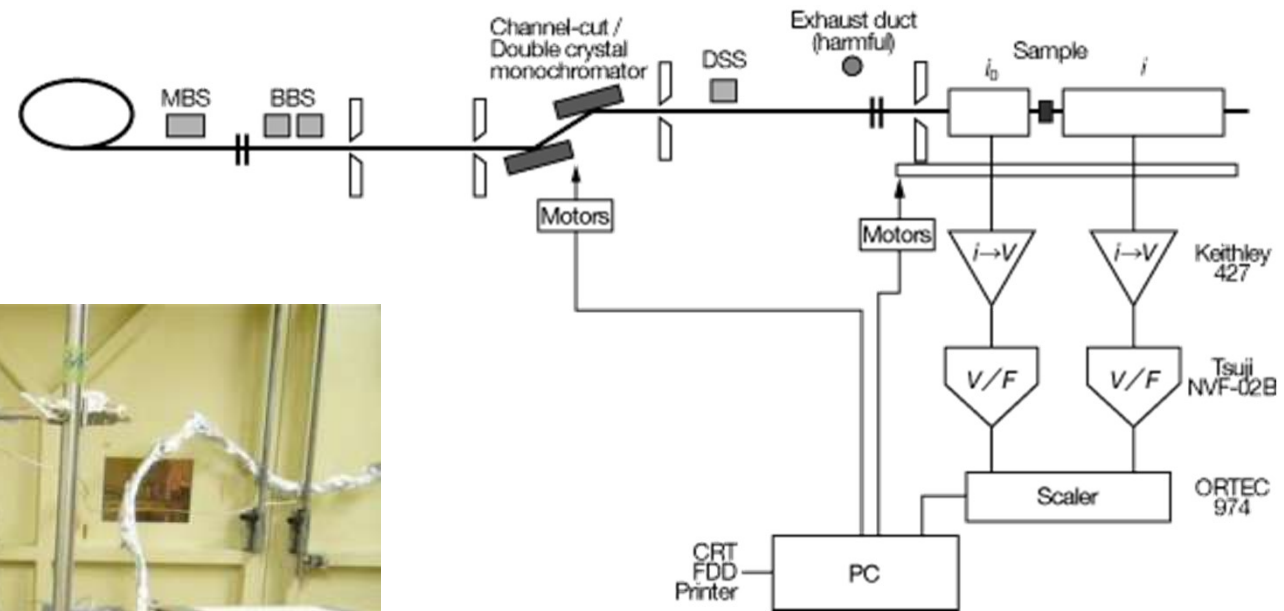 Channel-cut /
Double crystal
monochromator
Exhaust duct
(harmful)
MBS
BBS
DSS
Sample
i₀
i
Motors
Motors
i→V
i→V
Keithley
427
V/F
V/F
Tsuji
NVF-02B
Scaler
ORTEC
974
CRT
FDD
Printer
PC